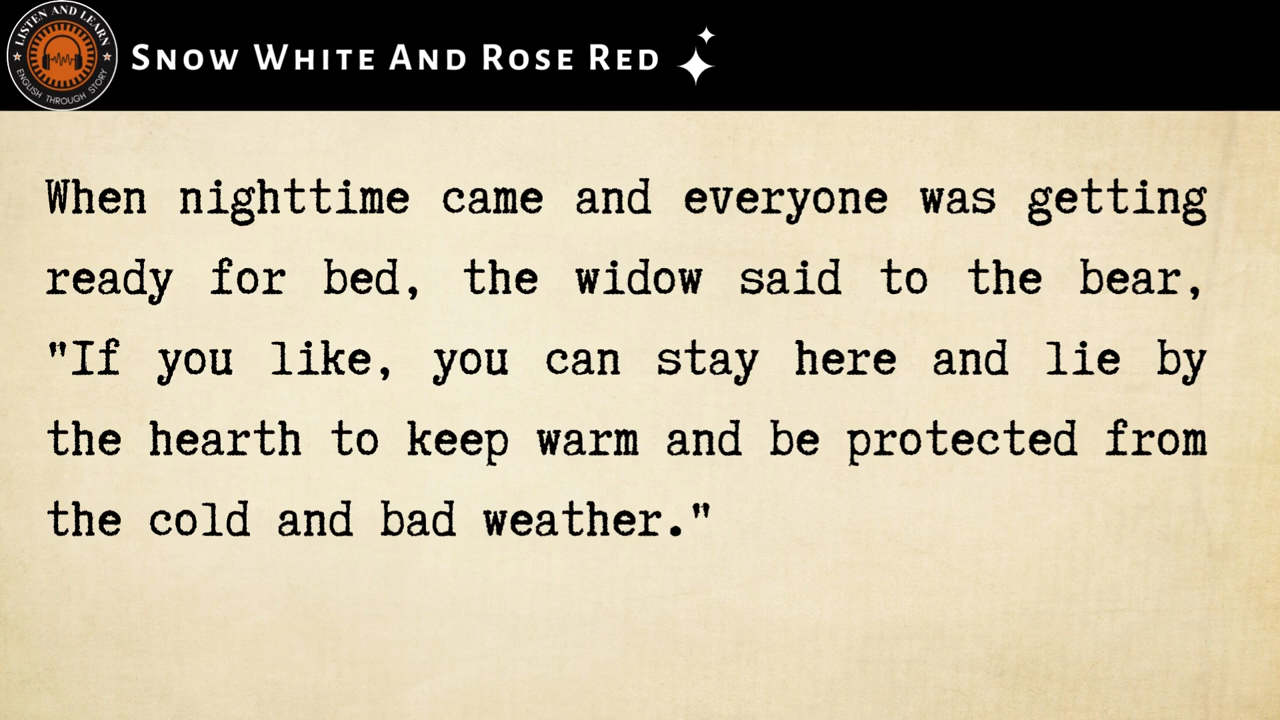 LISTEN AND LEARN
ENGLISH THROUGH STORY
Snow White And Rose Red
When nighttime came and everyone was getting
ready for bed, the widow said to the bear,
"If you like, you can stay here and lie by
the hearth to keep warm and be protected from
the cold and bad weather."